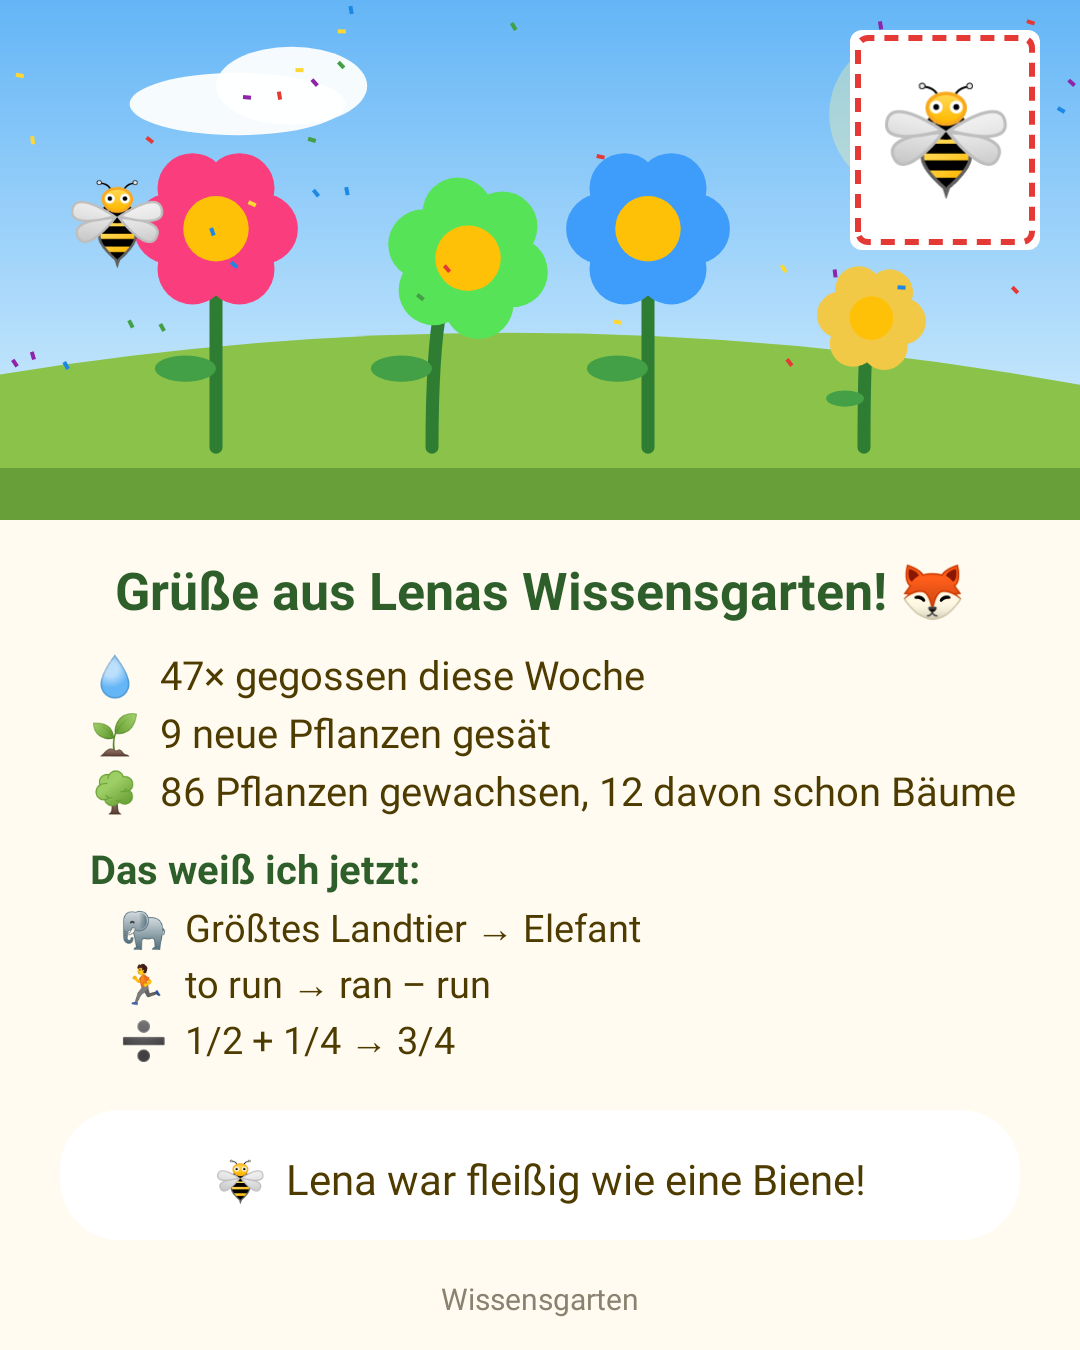 Grüße aus Lenas Wissensgarten!
47× gegossen diese Woche
9 neue Pflanzen gesät
86 Pflanzen gewachsen, 12 davon schon Bäume
Das weiß ich jetzt:
Größtes Landtier → Elefant
to run → ran – run
1/2 + 1/4 → 3/4
Lena war fleißig wie eine Biene!
Wissensgarten